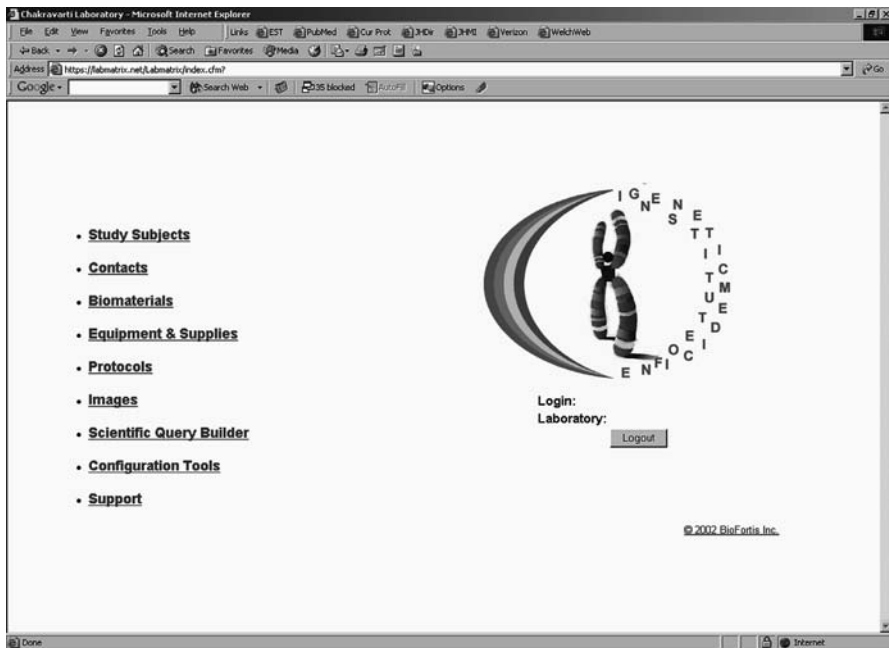 Chakravarti Laboratory - Microsoft Internet Explorer
File Edit View Favorites Tools Help Links EST PubMed Cur Prot JHDir JHMI Verizon WelchWeb
Back Search Favorites Media
Address https://labmatrix.net/Labmatrix/index.cfm? Go
Google Search Web 335 blocked AutoFill Options
Study Subjects
Contacts
Biomaterials
Equipment & Supplies
Protocols
Images
Scientific Query Builder
Configuration Tools
Support
Login:
Laboratory:
Logout
© 2002 BioFortis Inc.
Done Internet